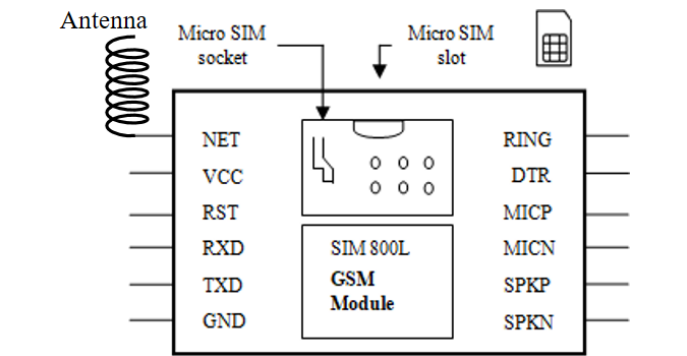 Antenna
Micro SIM
socket
Micro SIM
slot
NET
VCC
RST
RXD
TXD
GND
SIM 800L
GSM
Module
RING
DTR
MICP
MICN
SPKP
SPKN